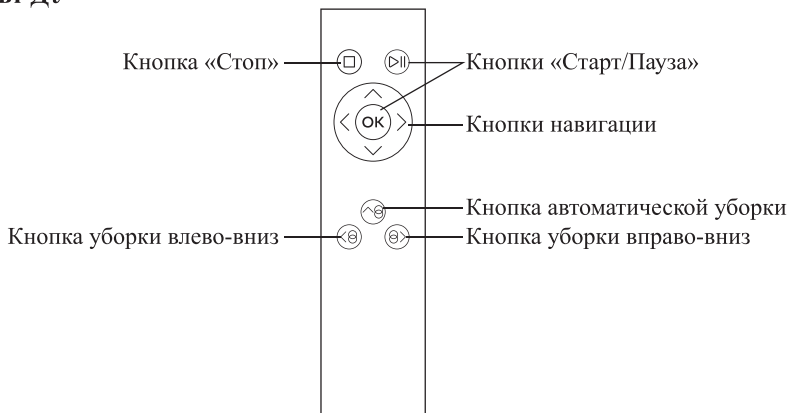 Кнопка «Стоп»
Кнопки «Старт/Пауза»
OK
Кнопки навигации
Кнопка автоматической уборки
Кнопка уборки влево-вниз
Кнопка уборки вправо-вниз